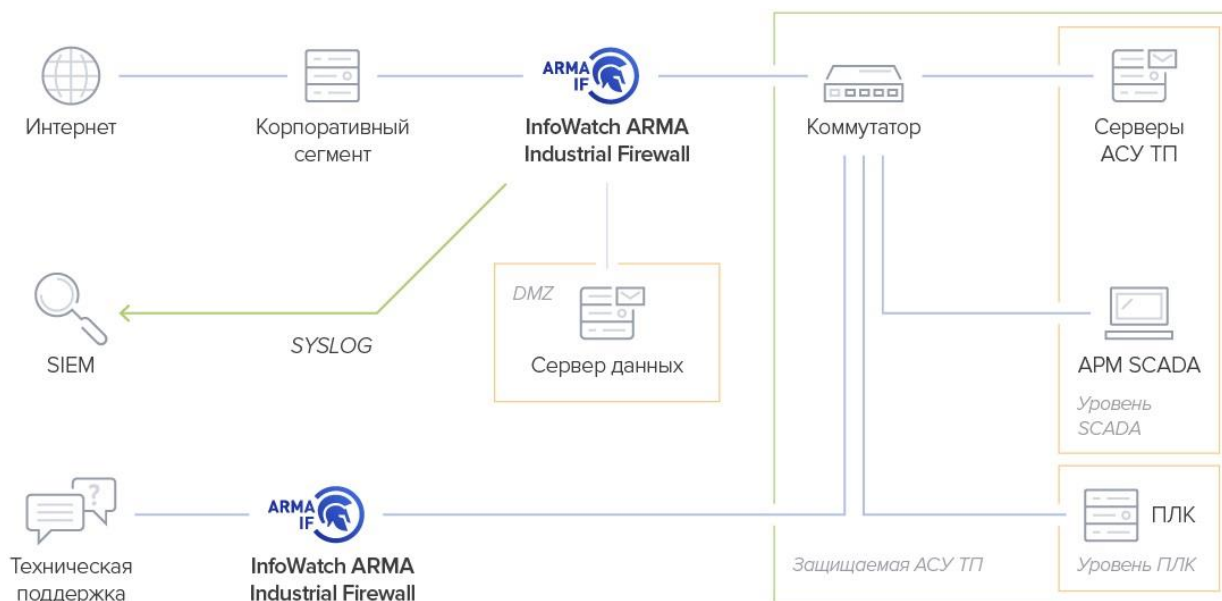 ARMA
IF
Интернет
Корпоративный
сегмент
InfoWatch ARMA
Industrial Firewall
Коммутатор
Серверы
АСУ ТП
DMZ
Сервер данных
SYSLOG
SIEM
АРМ SCADA
Уровень
SCADA
?
ARMA
IF
ПЛК
Техническая
поддержка
InfoWatch ARMA
Industrial Firewall
Защищаемая АСУ ТП
Уровень ПЛК